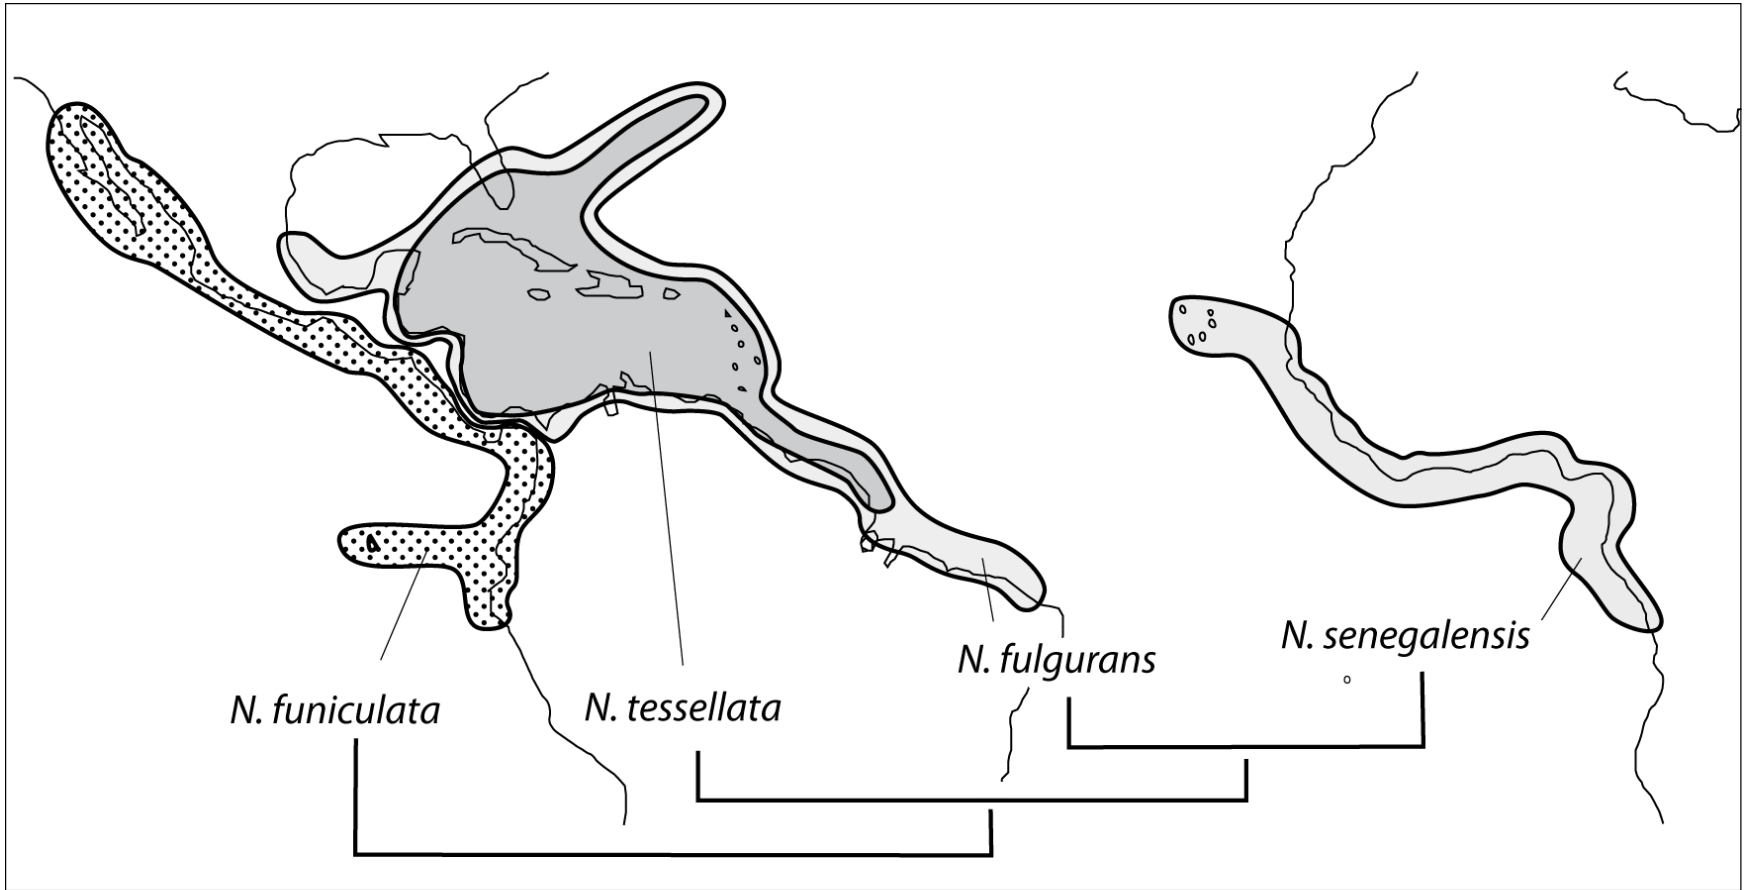 N. fulgurans
N. senegalensis
N. funiculata
N. tessellata